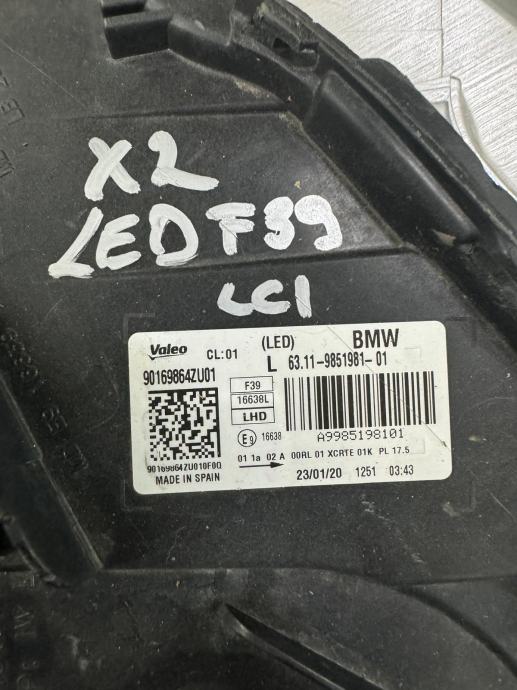 X2
LED F39
LCI
Valeo
CL:01
(LED)
BMW
90169864ZU01
L 63.11-9851981-01
F39
16638L
LHD
E9 16638
A9985198101
01 1a 02 A 00RL 01 XCRTE 01K PL 17.5
90169864ZU010F0Q
MADE IN SPAIN
23/01/20 1251 03:43